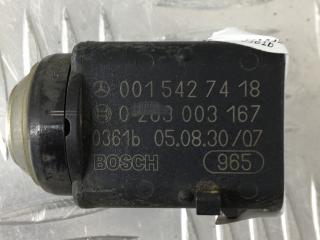 001 542 74 18
0 263 003 167
0361b 05.08.30/07
BOSCH 965